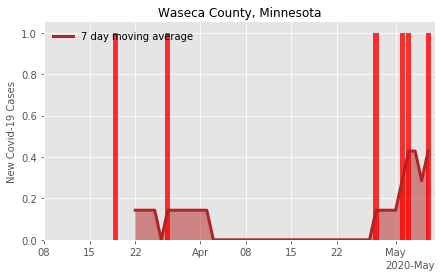 Waseca County, Minnesota
7 day moving average
New Covid-19 Cases
1.0
0.8
0.6
0.4
0.2
0.0
08 15 22 Apr 08 15 22 May
2020-May